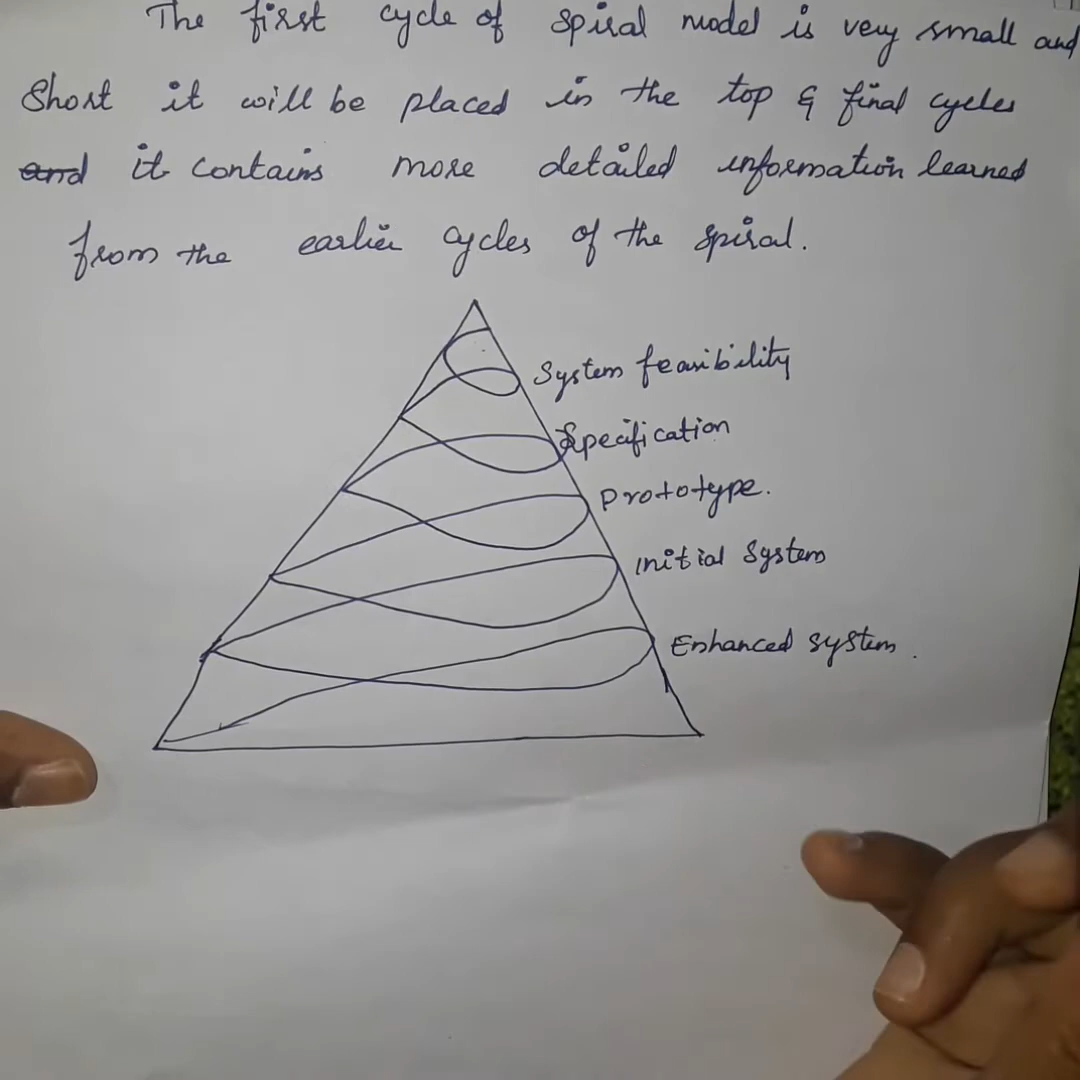 The first cycle of spiral model is very small and
Short it will be placed in the top & final cycles
and it contains more detailed information learned
from the earlier cycles of the spiral.
System feasibility
Specification
Prototype.
Initial System
Enhanced system.